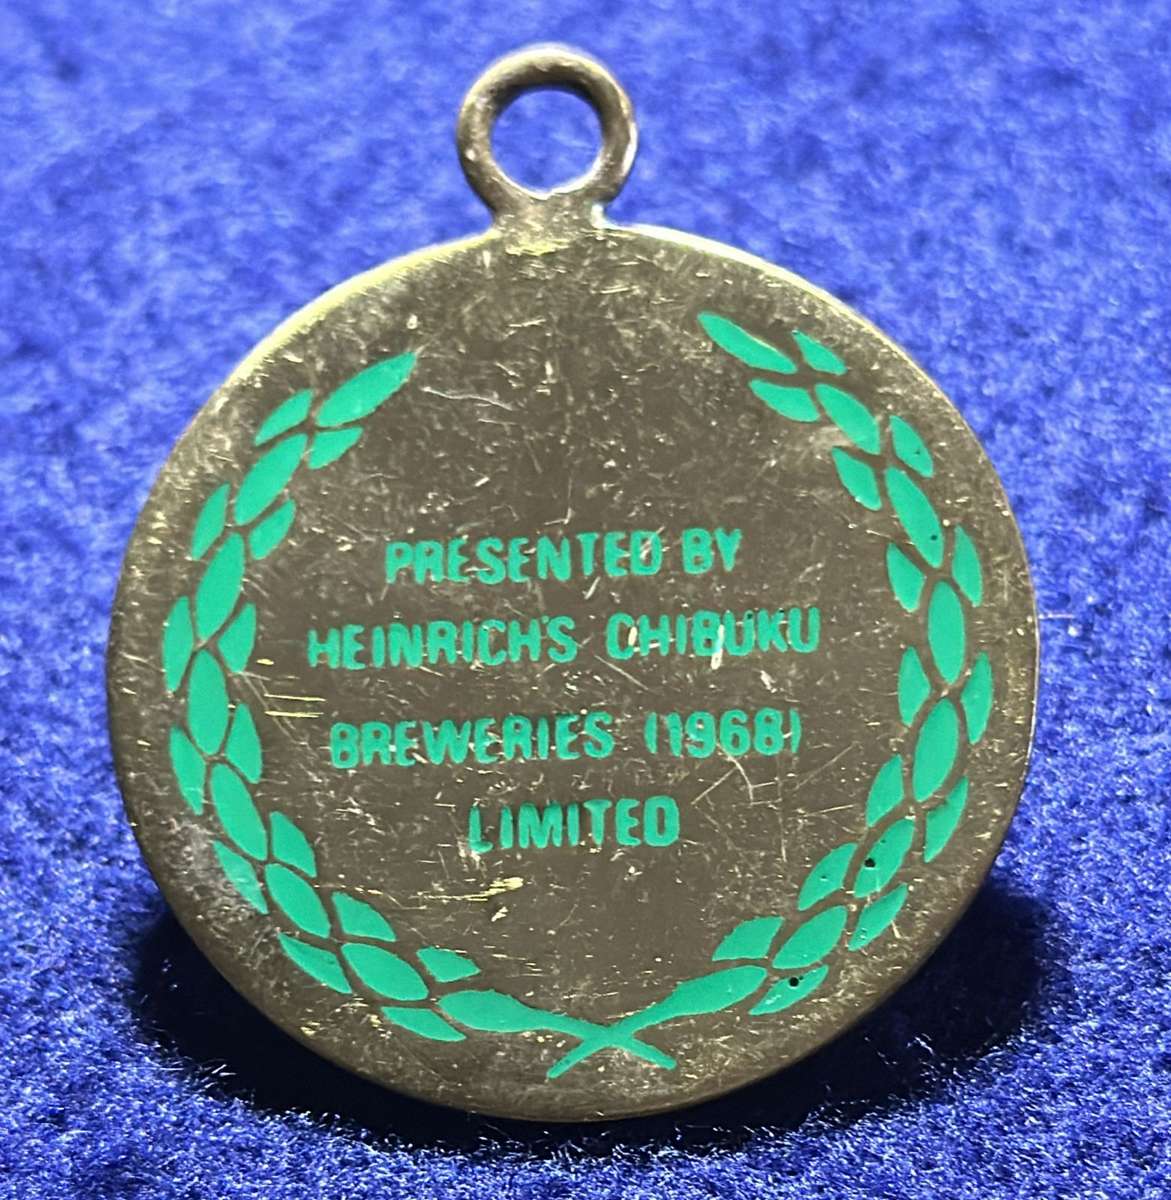 PRESENTED BY
HEINRICH'S CHIBUKU
BREWERIES (1968)
LIMITED